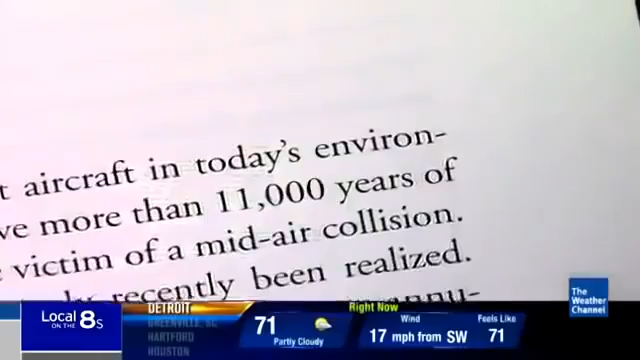 t aircraft in today's environ-
ve more than 11,000 years of
victim of a mid-air collision.
recently been realized.
The
Weather
Channel
Local
ON THE 8s
DETROIT
GREENVILLE, SC
HARTFORD
HOUSTON
71
Partly Cloudy
Right Now
Wind
17 mph from SW
Feels Like
71